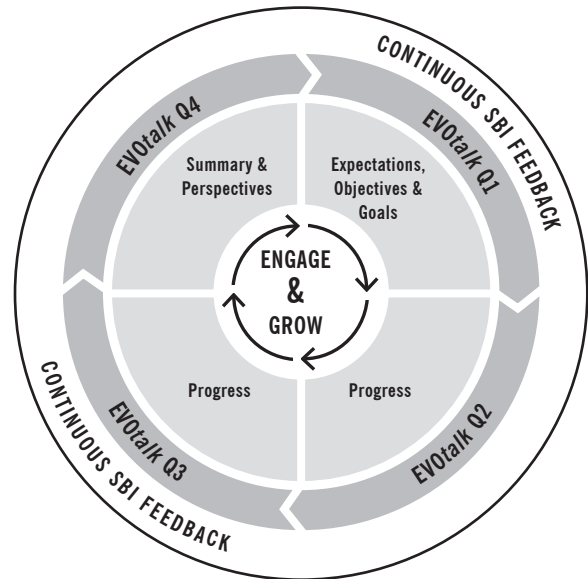 CONTINUOUS SBI FEEDBACK
EVOtalk Q4
EVOtalk Q1
Summary &
Perspectives
Expectations,
Objectives &
Goals
ENGAGE
&
GROW
Progress
Progress
EVOtalk Q3
EVOtalk Q2
CONTINUOUS SBI FEEDBACK